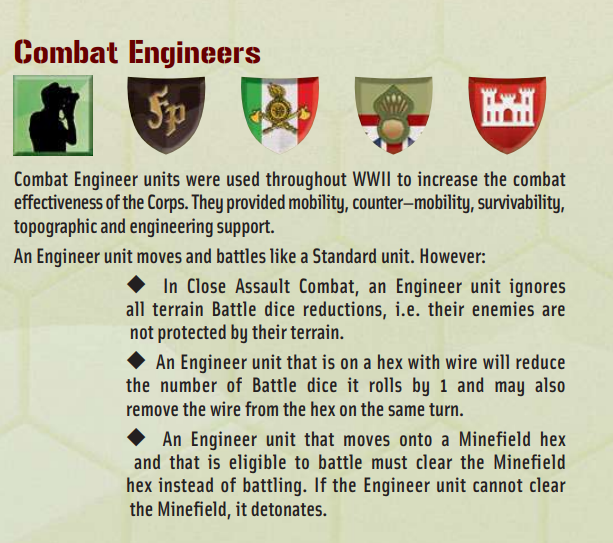 Combat Engineers
Fp
Combat Engineer units were used throughout WWII to increase the combat
effectiveness of the Corps. They provided mobility, counter–mobility, survivability,
topographic and engineering support.
An Engineer unit moves and battles like a Standard unit. However:
◆ In Close Assault Combat, an Engineer unit ignores
all terrain Battle dice reductions, i.e. their enemies are
not protected by their terrain.
◆ An Engineer unit that is on a hex with wire will reduce
the number of Battle dice it rolls by 1 and may also
remove the wire from the hex on the same turn.
◆ An Engineer unit that moves onto a Minefield hex
and that is eligible to battle must clear the Minefield
hex instead of battling. If the Engineer unit cannot clear
the Minefield, it detonates.